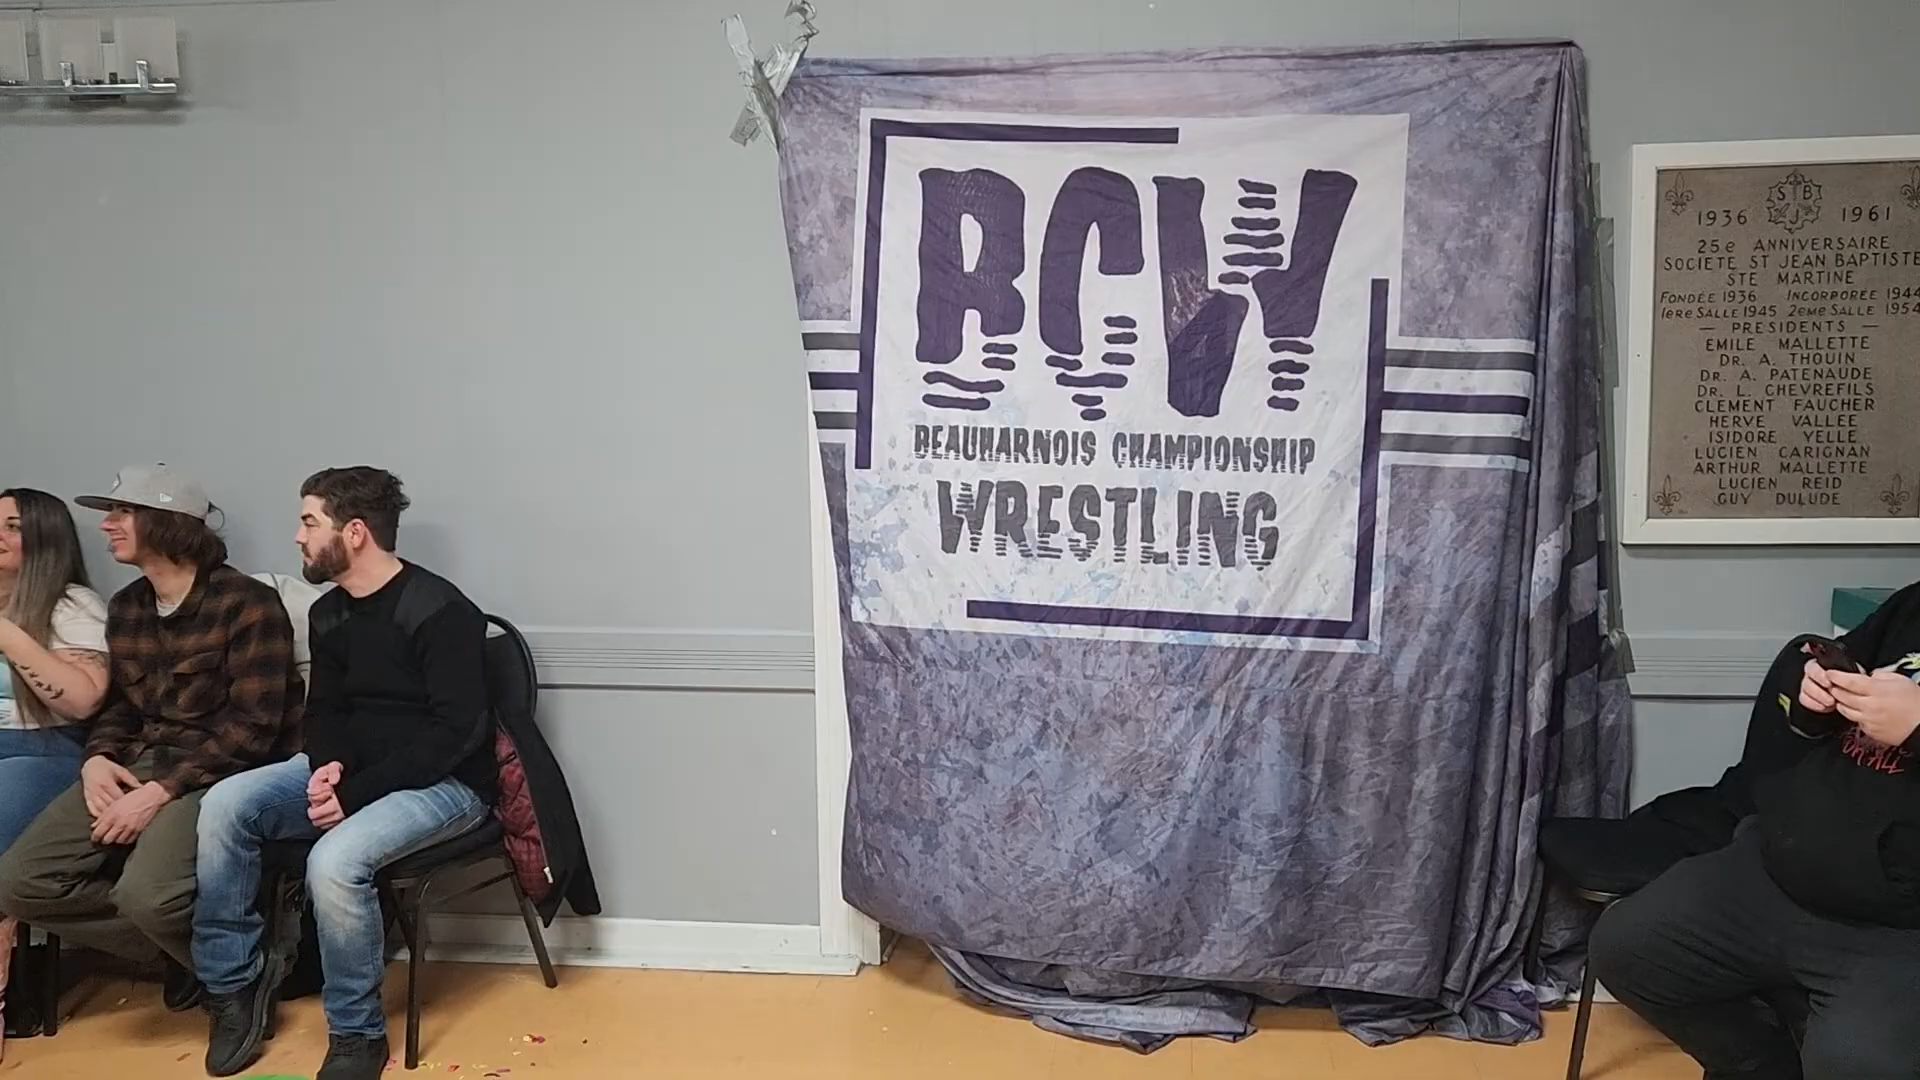 BCW
BEAUHARNOIS CHAMPIONSHIP
WRESTLING
1936 SSBJ 1961
25e ANNIVERSAIRE
SOCIETE ST JEAN BAPTISTE
STE MARTINE
FONDÉE 1936 INCORPORÉE 1944
1ERE SALLE 1945 2EME SALLE 1954
— PRESIDENTS —
EMILE MALLETTE
DR. A. THOUIN
DR. A. PATENAUDE
DR. L. CHEVREFILS
CLEMENT FAUCHER
HERVE VALLEE
ISIDORE YELLE
LUCIEN CARIGNAN
ARTHUR MALLETTE
LUCIEN REID
GUY DULUDE